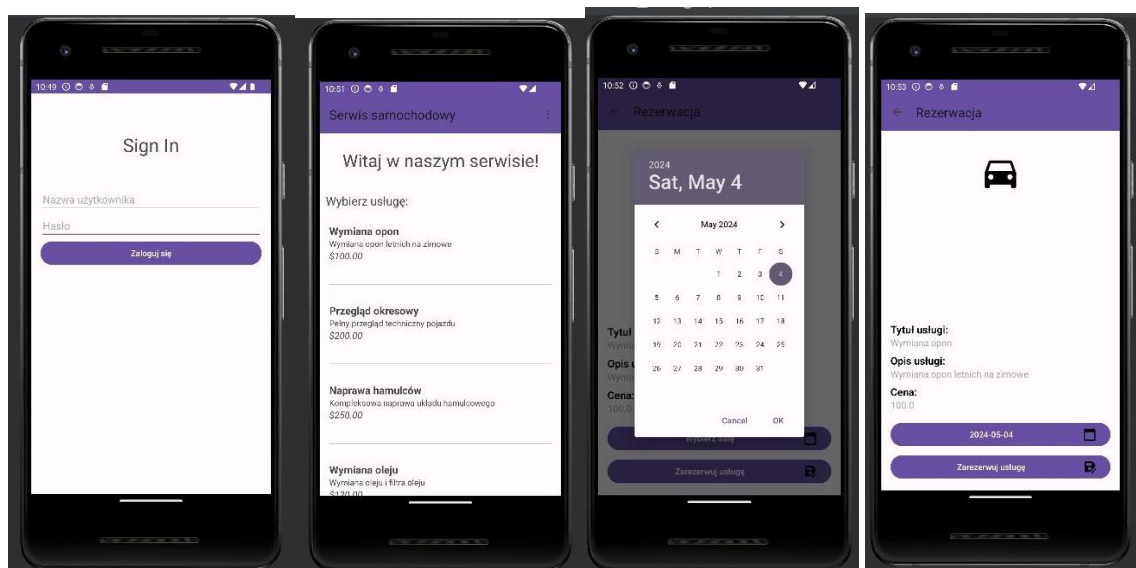 10:49
Sign In
Nazwa użytkownika
Hasło
Zaloguj się
10:51
Serwis samochodowy
Witaj w naszym serwisie!
Wybierz usługę:
Wymiana opon
Wymiana opon letnich na zimowe
$100.00
Przegląd okresowy
Pełny przegląd techniczny pojazdu
$200.00
Naprawa hamulców
Kompleksowa naprawa układu hamulcowego
$250.00
Wymiana oleju
Wymiana oleju i filtra oleju
$120.00
10:52
Rezerwacja
2024
Sat, May 4
May 2024
S M T W T F S
1 2 3 4
5 6 7 8 9 10 11
12 13 14 15 16 17 18
19 20 21 22 23 24 25
26 27 28 29 30 31
Cancel OK
Tytuł
Opis u
Cena:
100.0
Wybierz datę
Zarezerwuj usługę
10:53
Rezerwacja
Tytuł usługi:
Wymiana opon
Opis usługi:
Wymiana opon letnich na zimowe
Cena:
100.0
2024-05-04
Zarezerwuj usługę